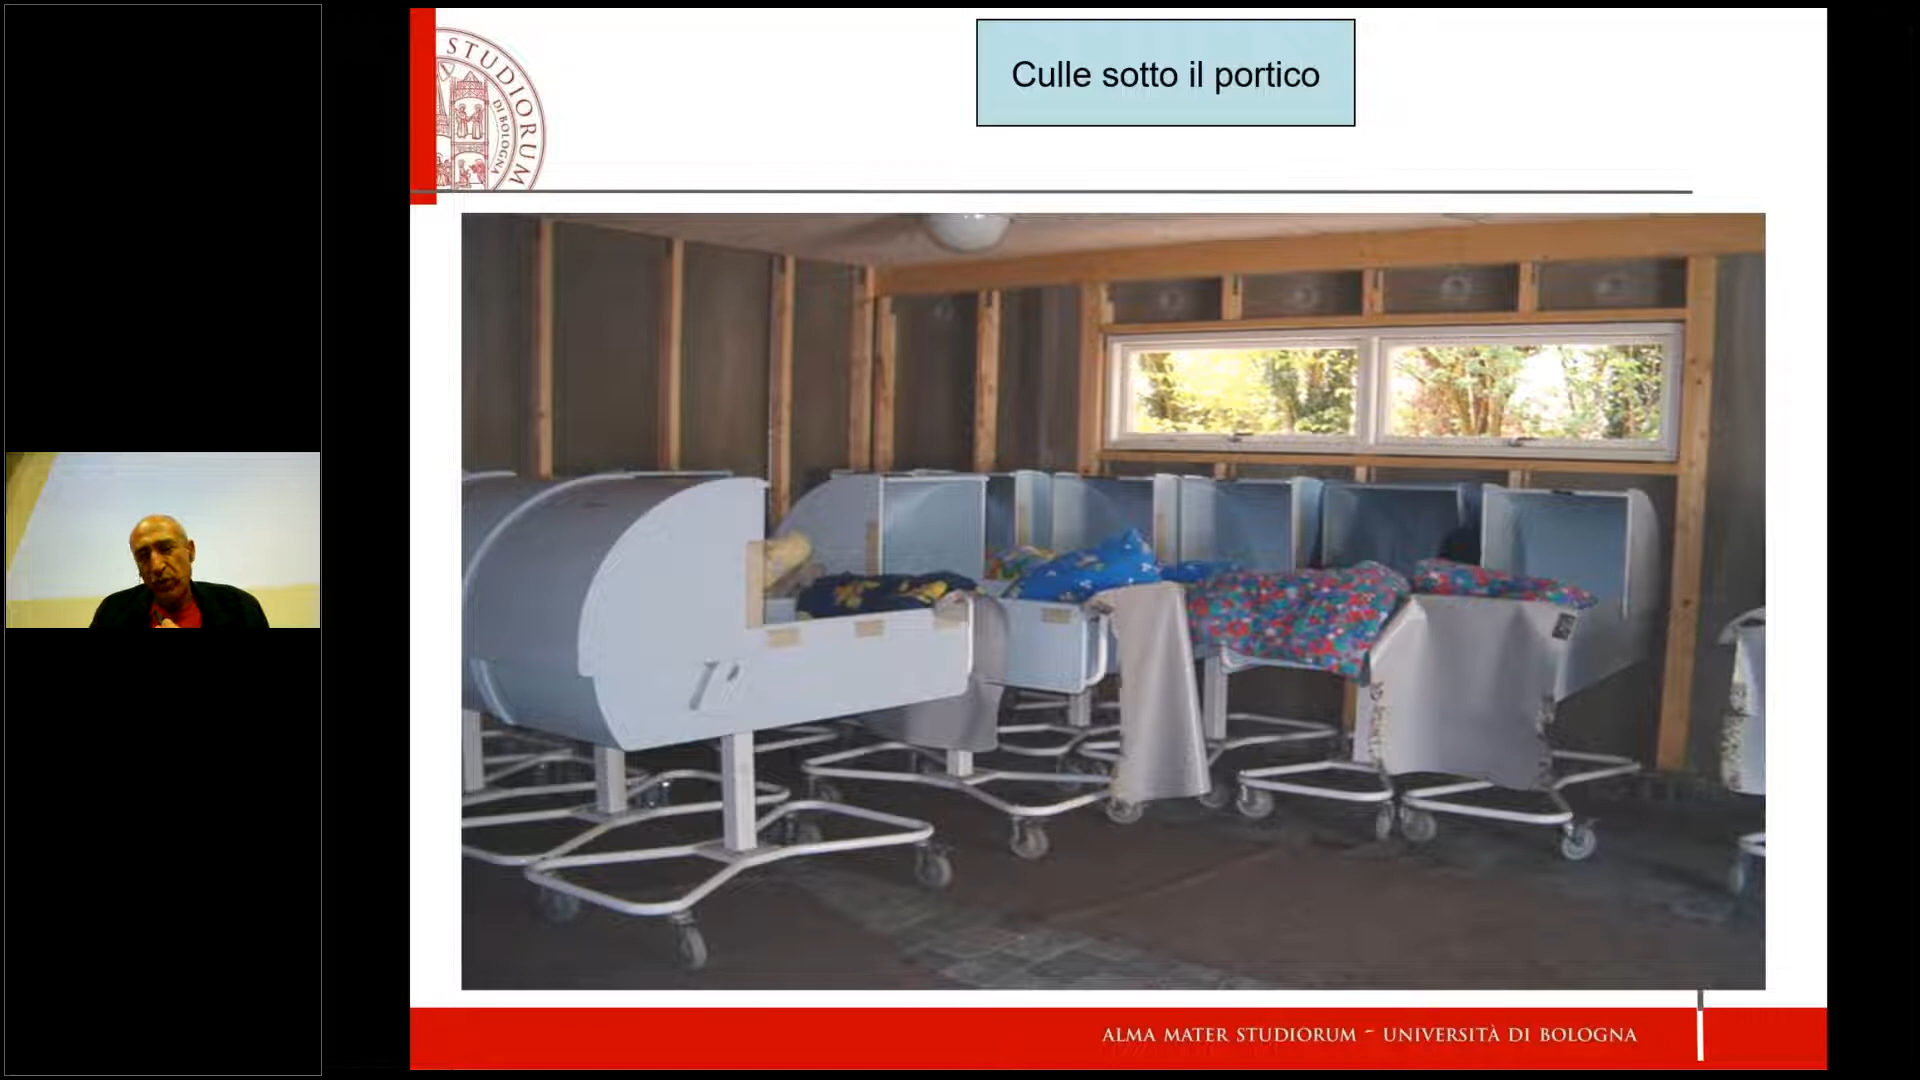 Culle sotto il portico
STUDIORUM
DI BOLOGNA
ALMA MATER STUDIORUM ~ UNIVERSITÀ DI BOLOGNA